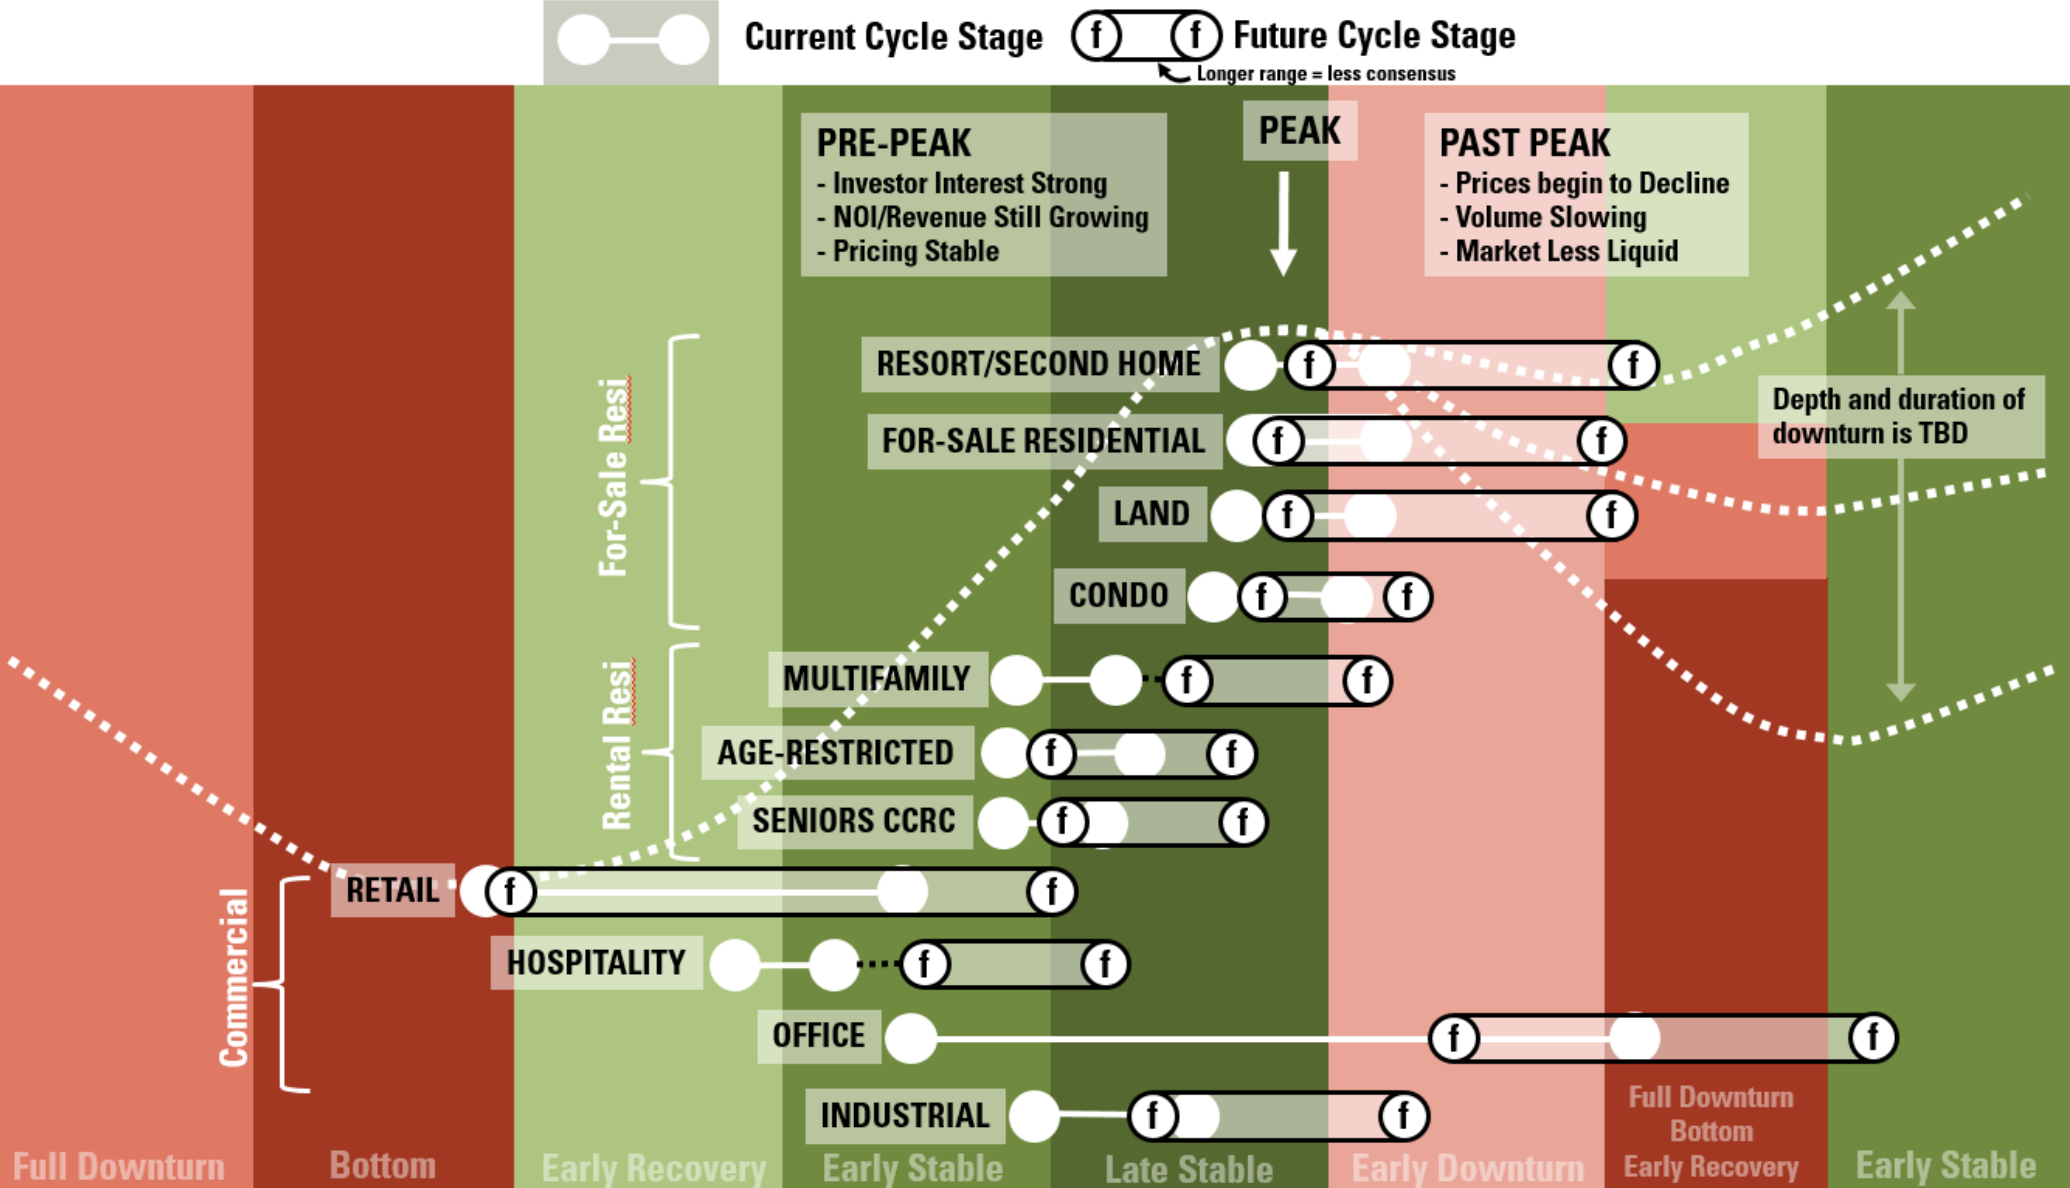 Current Cycle Stage
f f Future Cycle Stage
Longer range = less consensus
PRE-PEAK
- Investor Interest Strong
- NOI/Revenue Still Growing
- Pricing Stable
PEAK
PAST PEAK
- Prices begin to Decline
- Volume Slowing
- Market Less Liquid
For-Sale Resi
RESORT/SECOND HOME f f
Depth and duration of
downturn is TBD
FOR-SALE RESIDENTIAL f f
LAND f f
CONDO f f
Rental Resi
MULTIFAMILY f f
AGE-RESTRICTED f f
SENIORS CCRC f f
Commercial
RETAIL f f
HOSPITALITY f f
OFFICE f f
INDUSTRIAL f f
Full Downturn
Bottom
Early Recovery
Early Stable
Late Stable
Early Downturn
Full Downturn
Bottom
Early Recovery
Early Stable